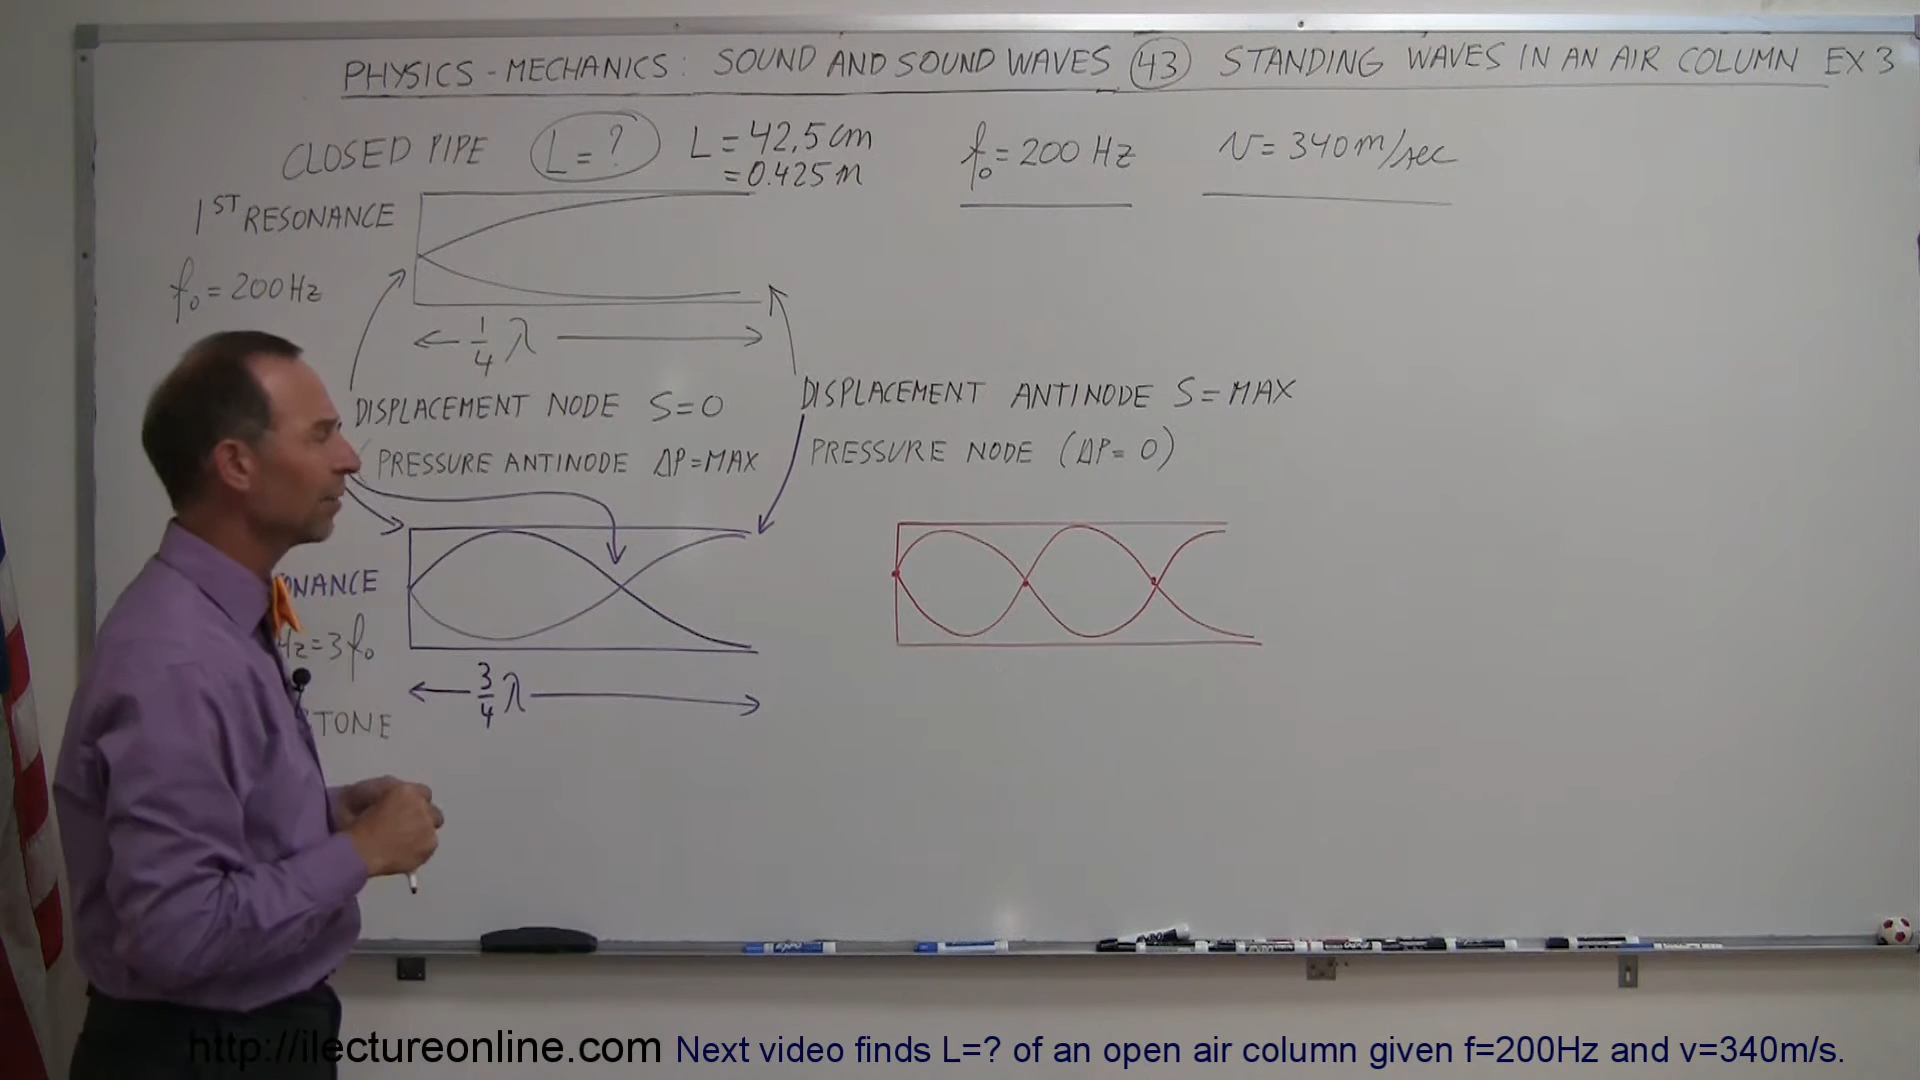 PHYSICS - MECHANICS: SOUND AND SOUND WAVES (43) STANDING WAVES IN AN AIR COLUMN EX 3
CLOSED PIPE L = ? L = 42,5 cm f₀ = 200 Hz v = 340 m/sec
= 0.425 m
1ST RESONANCE
f₀ = 200 Hz
1/4 λ
DISPLACEMENT NODE S=0 DISPLACEMENT ANTINODE S = MAX
(PRESSURE ANTINODE ΔP=MAX PRESSURE NODE (ΔP= 0)
ONANCE
Hz = 3f₀
3/4 λ
TONE
http://ilectureonline.com Next video finds L=? of an open air column given f=200Hz and v=340m/s.